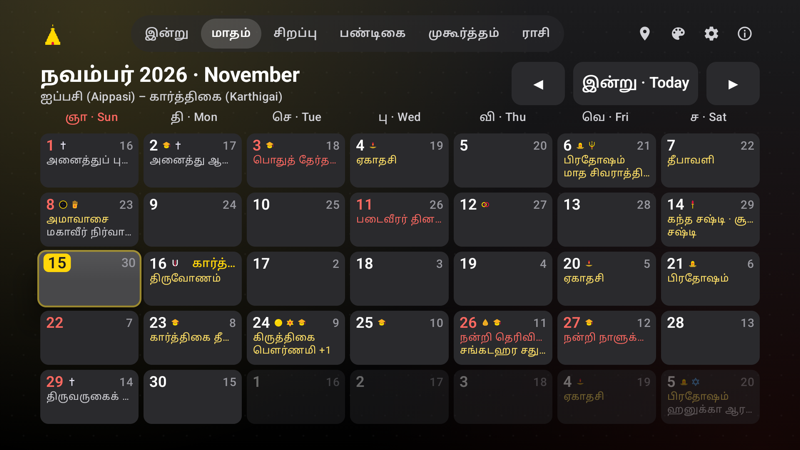 இன்று மாதம் சிறப்பு பண்டிகை முகூர்த்தம் ராசி
நவம்பர் 2026 · November
ஐப்பசி (Aippasi) – கார்த்திகை (Karthigai)
◀ இன்று · Today ▶
ஞா · Sun தி · Mon செ · Tue பு · Wed வி · Thu வெ · Fri ச · Sat
1 16 2 17 3 18 4 19 5 20 6 21 7 22
அனைத்துப் பு… அனைத்து ஆ… பொதுத் தேர்த… ஏகாதசி பிரதோஷம் தீபாவளி
மாத சிவராத்தி…
8 23 9 24 10 25 11 26 12 27 13 28 14 29
அமாவாசை படைவீரர் தின… கந்த சஷ்டி · சூ…
மகாவீர் நிர்வா… சஷ்டி
15 30 16 கார்த்… 17 2 18 3 19 4 20 5 21 6
திருவோணம் ஏகாதசி பிரதோஷம்
22 7 23 8 24 9 25 10 26 11 27 12 28 13
கார்த்திகை தீ… கிருத்திகை நன்றி தெரிவி… நன்றி நாளுக்…
பௌர்ணமி +1 சங்கடஹர சது…
29 14 30 15 1 16 2 17 3 18 4 19 5 20
திருவருகைக் … ஏகாதசி பிரதோஷம்
ஹனுக்கா ஆர…